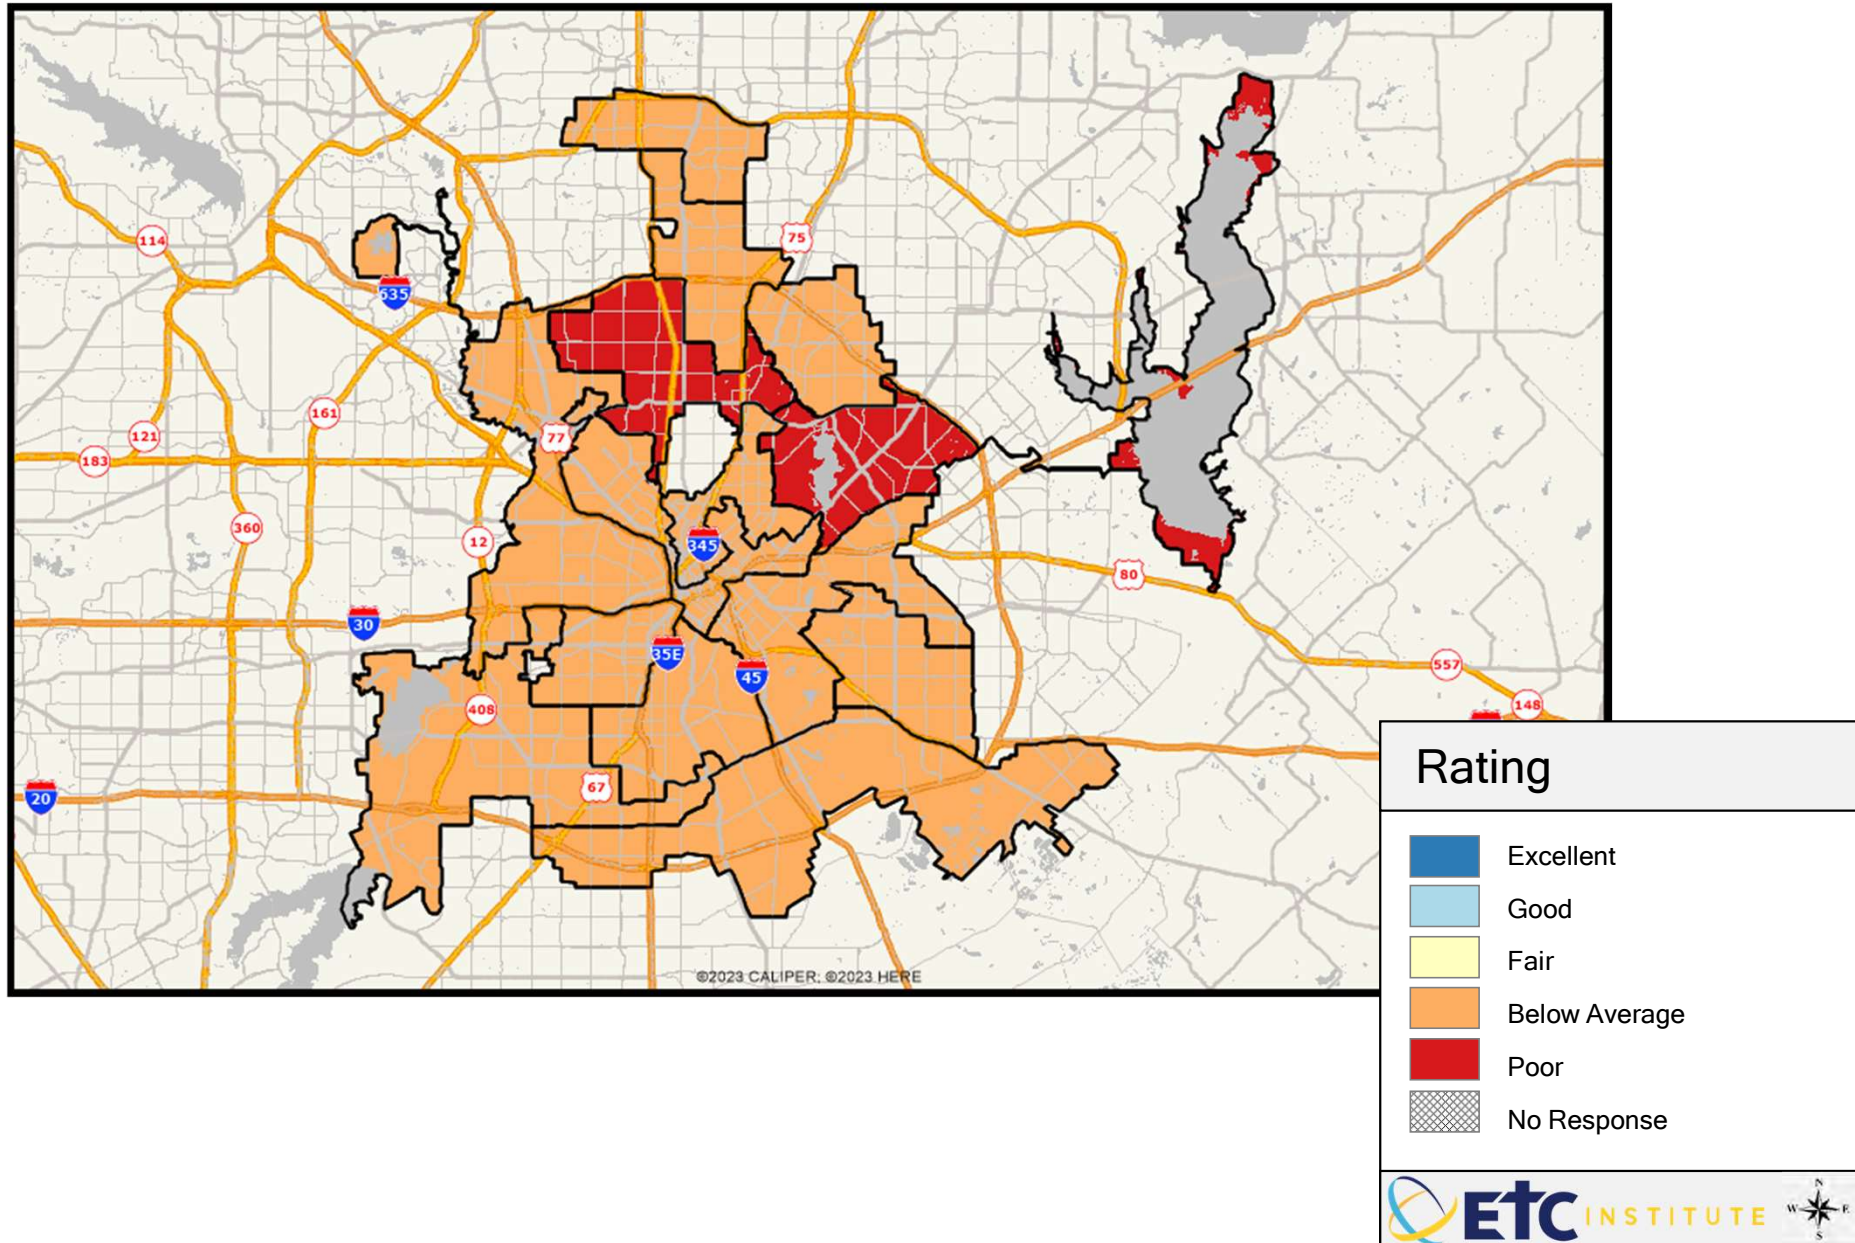 114
75
635
161
77
121
183
360
12
345
80
30
35E
45
557
408
148
67
20
©2023 CALIPER; ©2023 HERE
Rating
Excellent
Good
Fair
Below Average
Poor
No Response
ETC INSTITUTE
N
W E
S